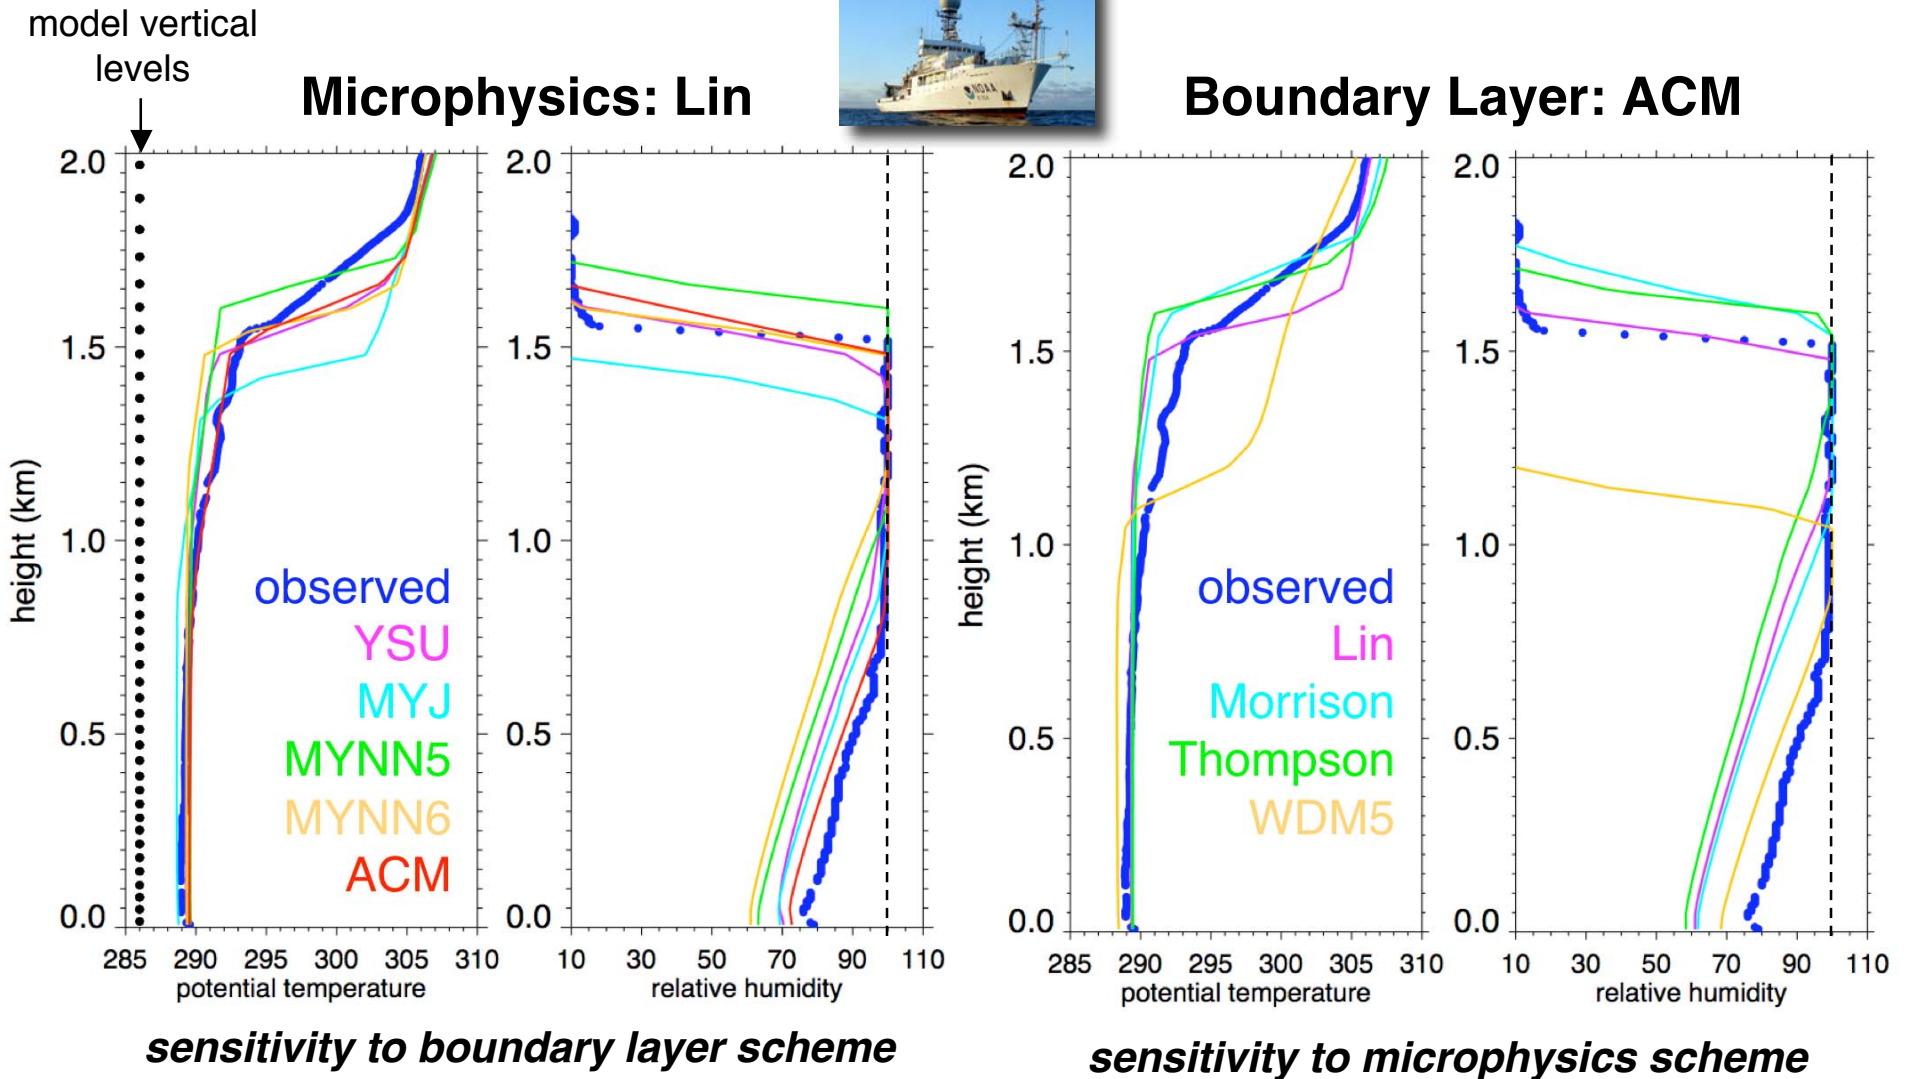 model vertical
levels
Microphysics: Lin
NOAA
Boundary Layer: ACM
2.0
1.5
1.0
0.5
0.0
height (km)
observed
YSU
MYJ
MYNN5
MYNN6
ACM
285 290 295 300 305 310
potential temperature
2.0
1.5
1.0
0.5
0.0
10 30 50 70 90 110
relative humidity
sensitivity to boundary layer scheme
2.0
1.5
1.0
0.5
0.0
height (km)
observed
Lin
Morrison
Thompson
WDM5
285 290 295 300 305 310
potential temperature
2.0
1.5
1.0
0.5
0.0
10 30 50 70 90 110
relative humidity
sensitivity to microphysics scheme